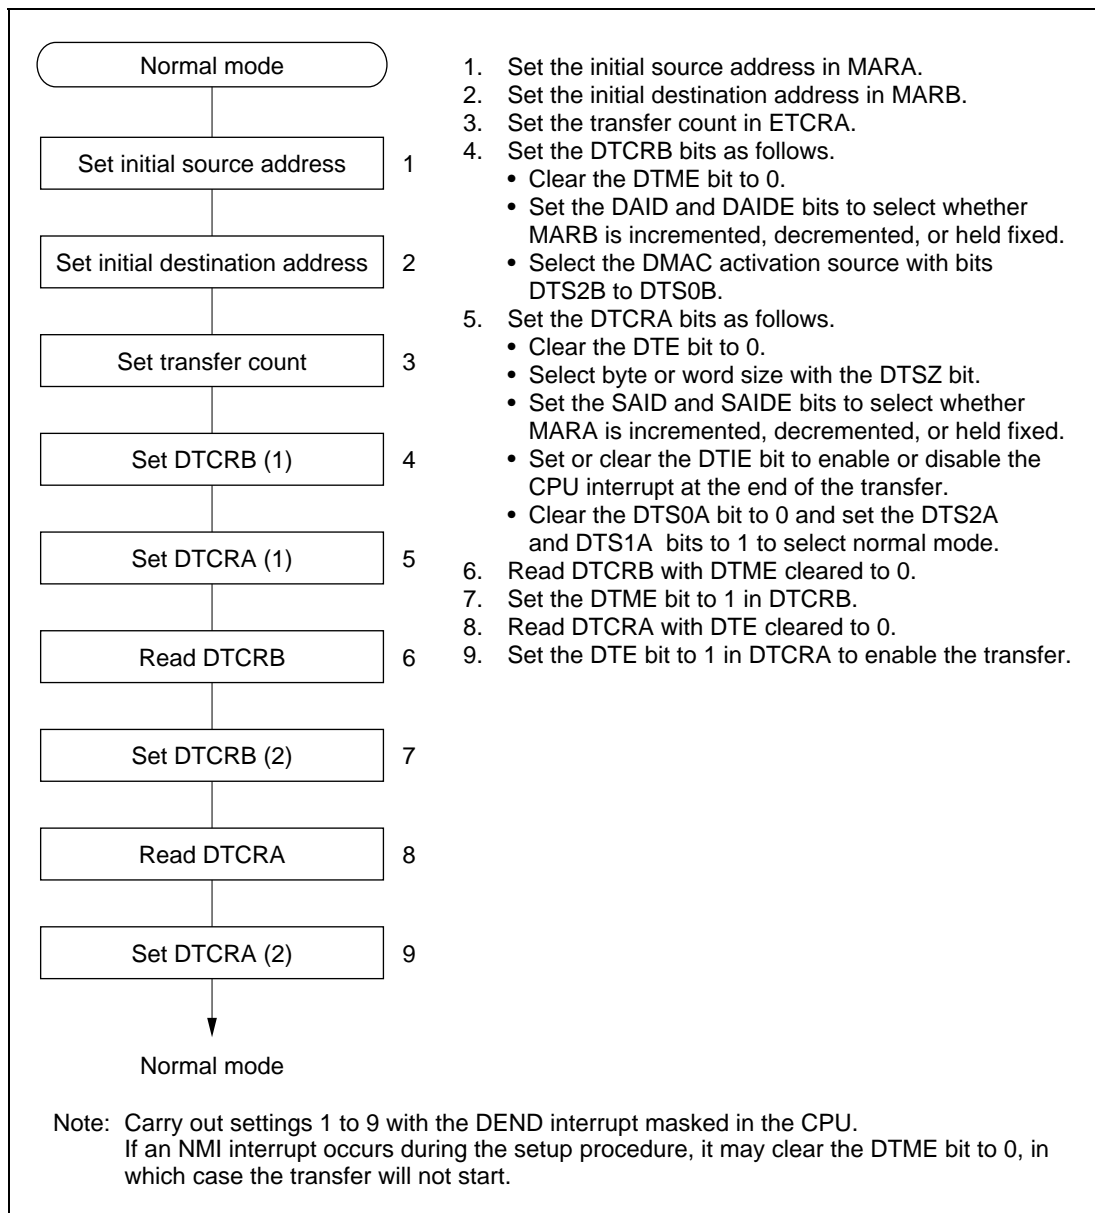 Normal mode
Set initial source address 1
Set initial destination address 2
Set transfer count 3
Set DTCRB (1) 4
Set DTCRA (1) 5
Read DTCRB 6
Set DTCRB (2) 7
Read DTCRA 8
Set DTCRA (2) 9
Normal mode
1. Set the initial source address in MARA.
2. Set the initial destination address in MARB.
3. Set the transfer count in ETCRA.
4. Set the DTCRB bits as follows.
• Clear the DTME bit to 0.
• Set the DAID and DAIDE bits to select whether
MARB is incremented, decremented, or held fixed.
• Select the DMAC activation source with bits
DTS2B to DTS0B.
5. Set the DTCRA bits as follows.
• Clear the DTE bit to 0.
• Select byte or word size with the DTSZ bit.
• Set the SAID and SAIDE bits to select whether
MARA is incremented, decremented, or held fixed.
• Set or clear the DTIE bit to enable or disable the
CPU interrupt at the end of the transfer.
• Clear the DTS0A bit to 0 and set the DTS2A
and DTS1A bits to 1 to select normal mode.
6. Read DTCRB with DTME cleared to 0.
7. Set the DTME bit to 1 in DTCRB.
8. Read DTCRA with DTE cleared to 0.
9. Set the DTE bit to 1 in DTCRA to enable the transfer.
Note: Carry out settings 1 to 9 with the DEND interrupt masked in the CPU.
If an NMI interrupt occurs during the setup procedure, it may clear the DTME bit to 0, in
which case the transfer will not start.